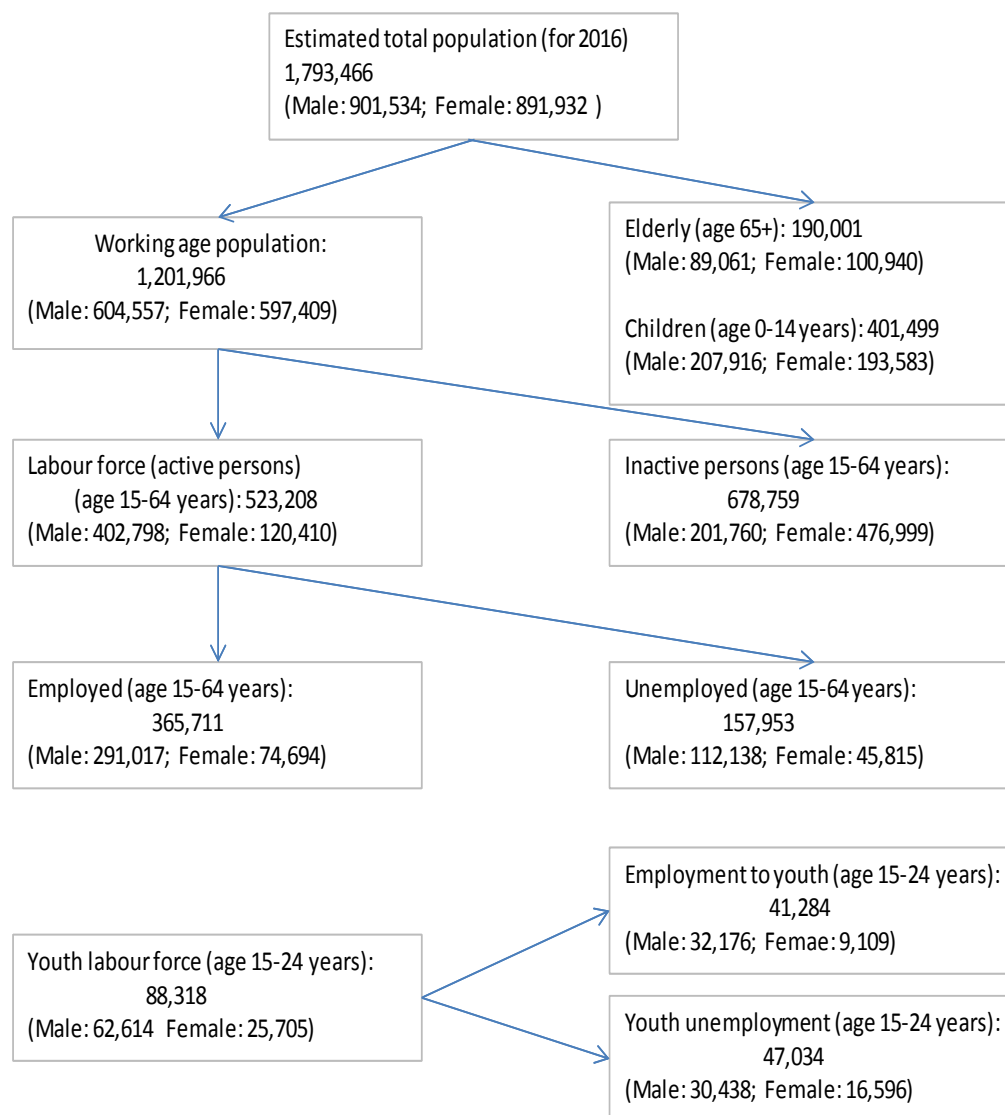 Estimated total population (for 2016)
1,793,466
(Male: 901,534; Female: 891,932 )
Working age population:
1,201,966
(Male: 604,557; Female: 597,409)
Elderly (age 65+): 190,001
(Male: 89,061; Female: 100,940)
Children (age 0-14 years): 401,499
(Male: 207,916; Female: 193,583)
Labour force (active persons)
(age 15-64 years): 523,208
(Male: 402,798; Female: 120,410)
Inactive persons (age 15-64 years):
678,759
(Male: 201,760; Female: 476,999)
Employed (age 15-64 years):
365,711
(Male: 291,017; Female: 74,694)
Unemployed (age 15-64 years):
157,953
(Male: 112,138; Female: 45,815)
Employment to youth (age 15-24 years):
41,284
(Male: 32,176; Femae: 9,109)
Youth labour force (age 15-24 years):
88,318
(Male: 62,614 Female: 25,705)
Youth unemployment (age 15-24 years):
47,034
(Male: 30,438; Female: 16,596)